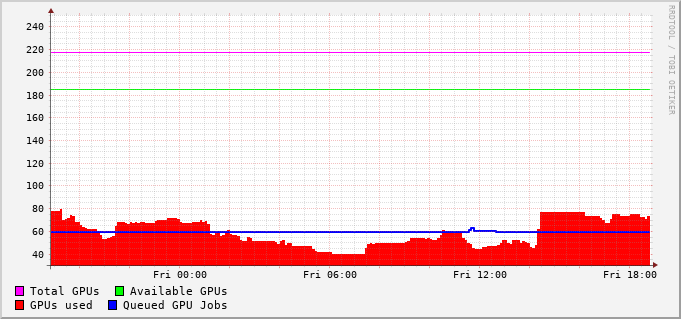 RRDTOOL / TOBI OETIKER
240
220
200
180
160
140
120
100
80
60
40
Fri 00:00 Fri 06:00 Fri 12:00 Fri 18:00
Total GPUs Available GPUs
GPUs used Queued GPU Jobs